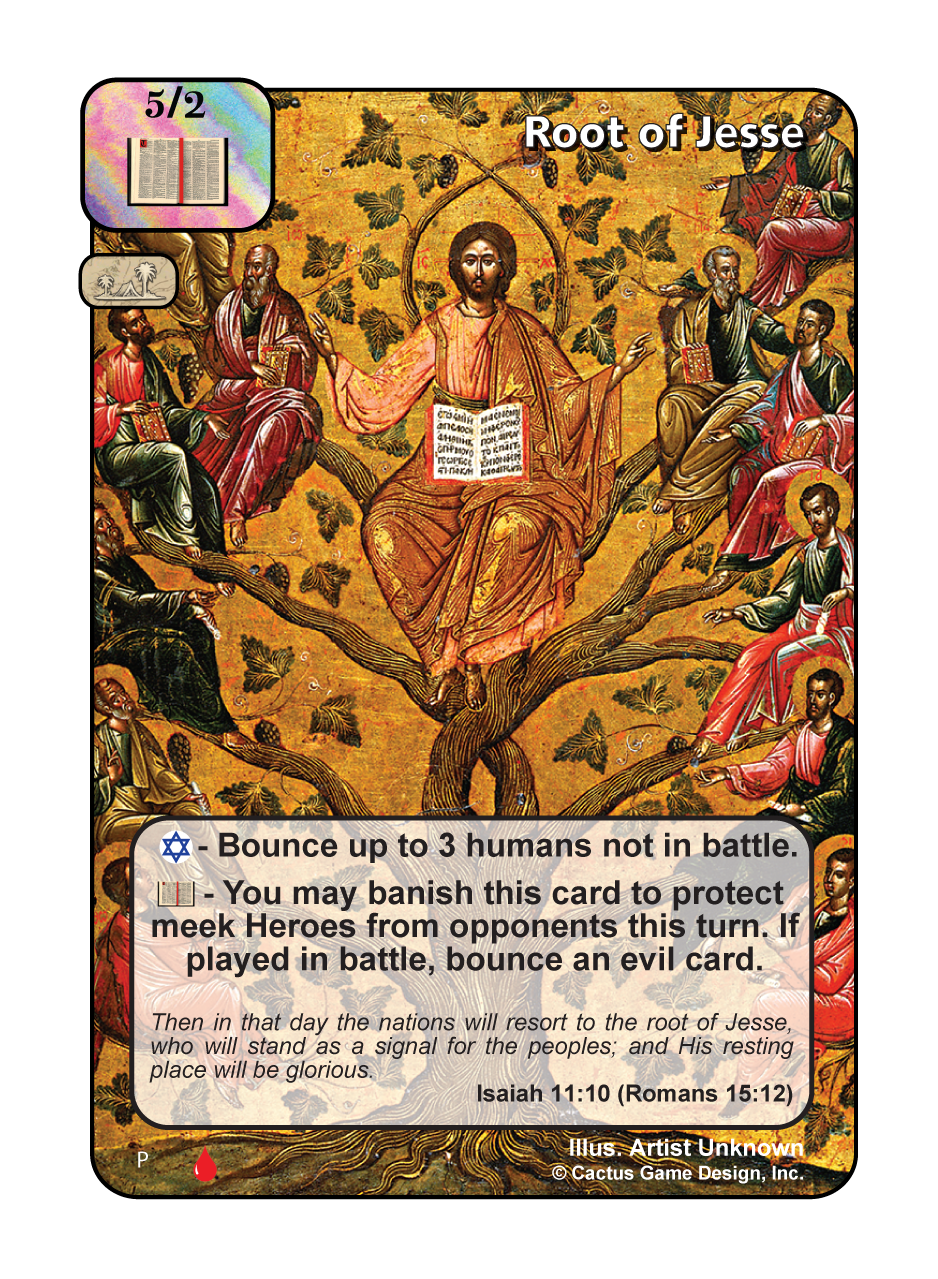 5/2
Root of Jesse
- Bounce up to 3 humans not in battle.
- You may banish this card to protect
meek Heroes from opponents this turn. If
played in battle, bounce an evil card.
Then in that day the nations will resort to the root of Jesse,
who will stand as a signal for the peoples; and His resting
place will be glorious.
Isaiah 11:10 (Romans 15:12)
Illus. Artist Unknown
P
© Cactus Game Design, Inc.